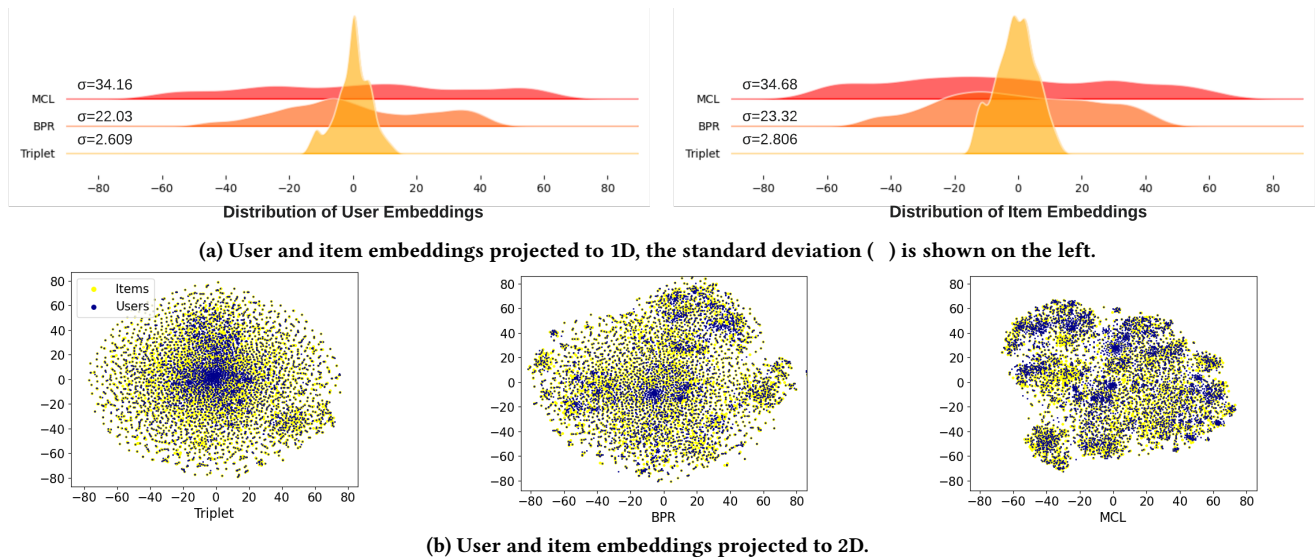 σ=34.16
MCL
σ=22.03
BPR
σ=2.609
Triplet
−80 −60 −40 −20 0 20 40 60 80
Distribution of User Embeddings
σ=34.68
MCL
σ=23.32
BPR
σ=2.806
Triplet
−80 −60 −40 −20 0 20 40 60 80
Distribution of Item Embeddings
(a) User and item embeddings projected to 1D, the standard deviation ( ) is shown on the left.
80
60
40
20
0
−20
−40
−60
−80
Items
Users
−80 −60 −40 −20 0 20 40 60 80
Triplet
80
60
40
20
0
−20
−40
−60
−80
−80 −60 −40 −20 0 20 40 60 80
BPR
80
60
40
20
0
−20
−40
−60
−80
−80 −60 −40 −20 0 20 40 60 80
MCL
(b) User and item embeddings projected to 2D.